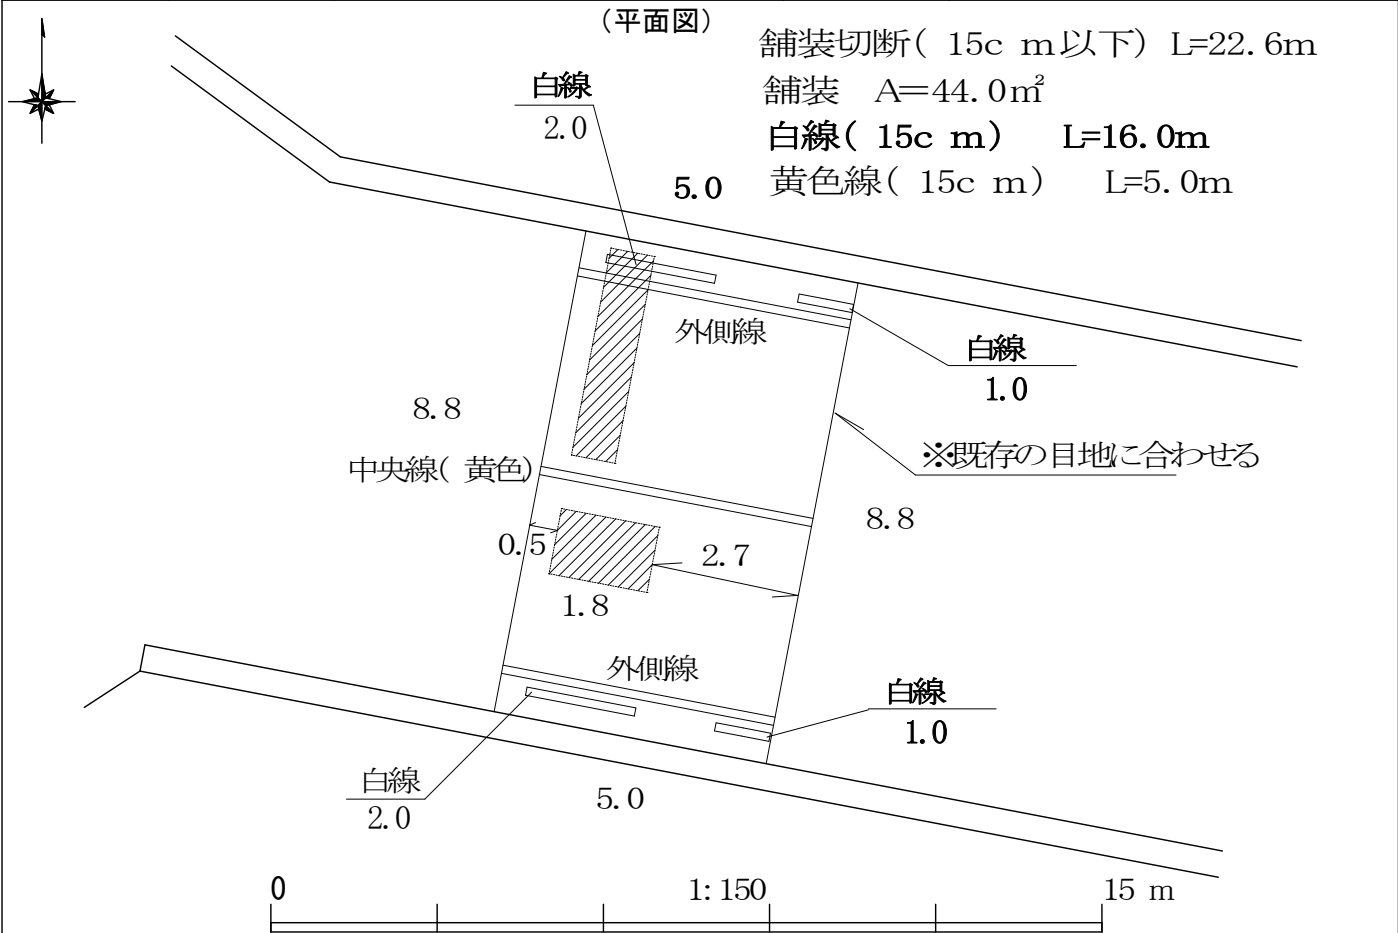 (平面図)
舗装切断( 15c m以下) L=22.6m
舗装 A=44.0㎡
白線( 15c m) L=16.0m
黄色線( 15c m) L=5.0m
白線
2.0
5.0
外側線
白線
1.0
8.8
中央線( 黄色)
※既存の目地に合わせる
8.8
0.5
2.7
1.8
外側線
白線
1.0
白線
2.0
5.0
0 1:150 15 m